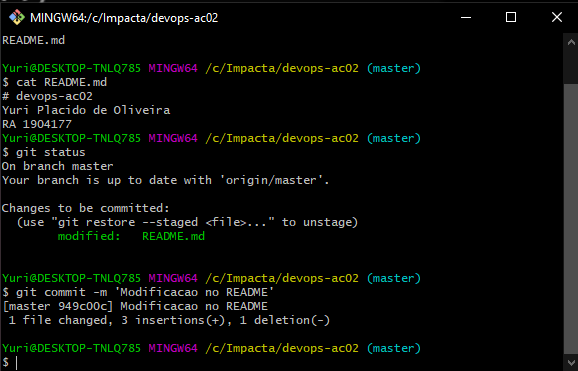 MINGW64:/c/Impacta/devops-ac02
README.md
Yuri@DESKTOP-TNLQ785 MINGW64 /c/Impacta/devops-ac02 (master)
$ cat README.md
# devops-ac02
Yuri Placido de Oliveira
RA 1904177
Yuri@DESKTOP-TNLQ785 MINGW64 /c/Impacta/devops-ac02 (master)
$ git status
On branch master
Your branch is up to date with 'origin/master'.
Changes to be committed:
(use "git restore --staged <file>..." to unstage)
modified:   README.md
Yuri@DESKTOP-TNLQ785 MINGW64 /c/Impacta/devops-ac02 (master)
$ git commit -m 'Modificacao no README'
[master 949c00c] Modificacao no README
1 file changed, 3 insertions(+), 1 deletion(-)
Yuri@DESKTOP-TNLQ785 MINGW64 /c/Impacta/devops-ac02 (master)
$